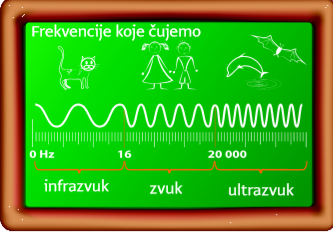 Frekvencije koje čujemo
0 Hz 16 20 000
infrazvuk zvuk ultrazvuk